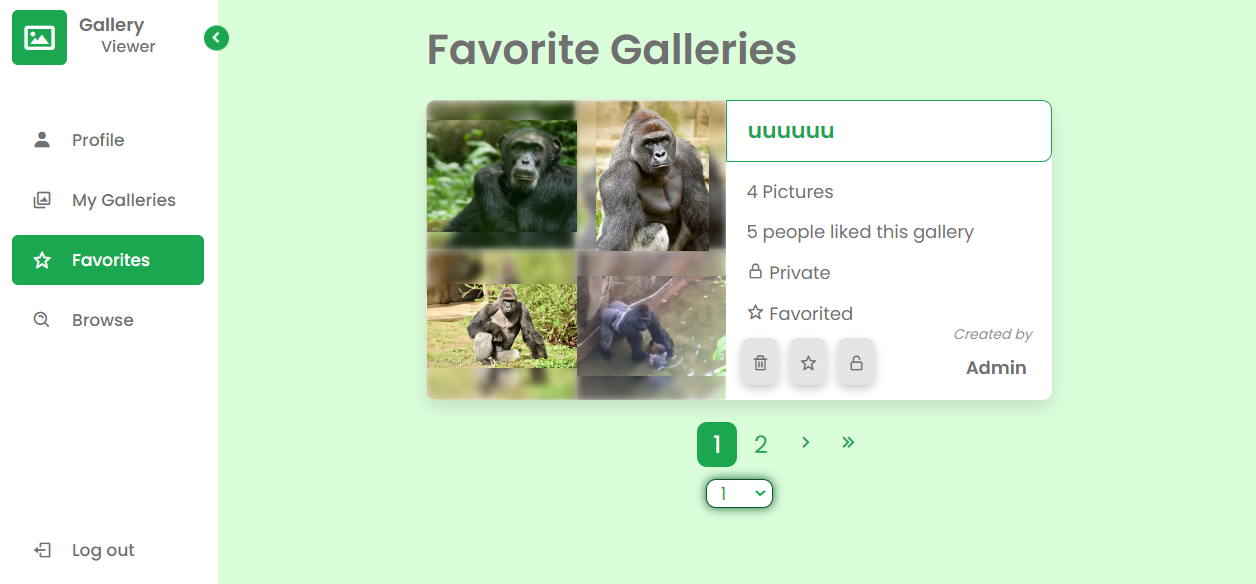 Gallery
Viewer
Profile
My Galleries
Favorites
Browse
Log out
Favorite Galleries
uuuuuu
4 Pictures
5 people liked this gallery
Private
Favorited
Created by
Admin
1 2 › »
1